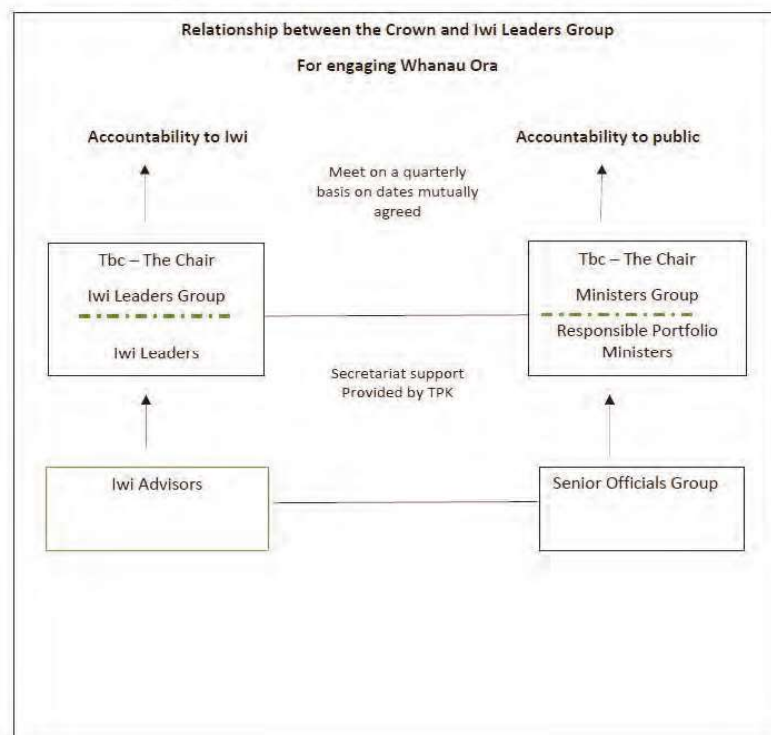 Relationship between the Crown and Iwi Leaders Group
For engaging Whanau Ora
Accountability to Iwi
Accountability to public
Meet on a quarterly
basis on dates mutually
agreed
Tbc – The Chair
Iwi Leaders Group
Iwi Leaders
Tbc – The Chair
Ministers Group
Responsible Portfolio
Ministers
Secretariat support
Provided by TPK
Iwi Advisors
Senior Officials Group